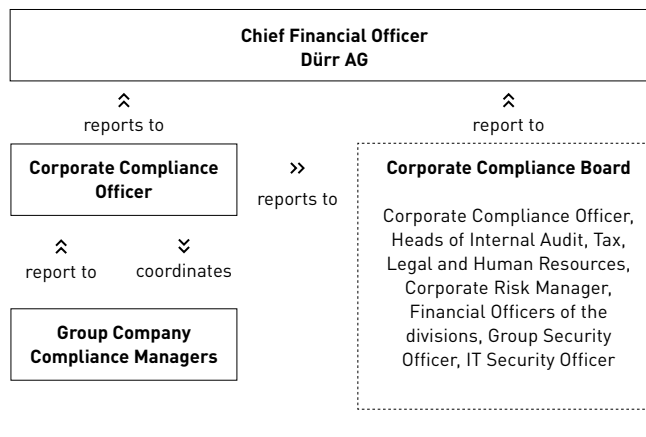 Chief Financial Officer
Dürr AG
reports to
report to
Corporate Compliance
Officer
reports to
Corporate Compliance Board
Corporate Compliance Officer,
Heads of Internal Audit, Tax,
Legal and Human Resources,
Corporate Risk Manager,
Financial Officers of the
divisions, Group Security
Officer, IT Security Officer
report to
coordinates
Group Company
Compliance Managers